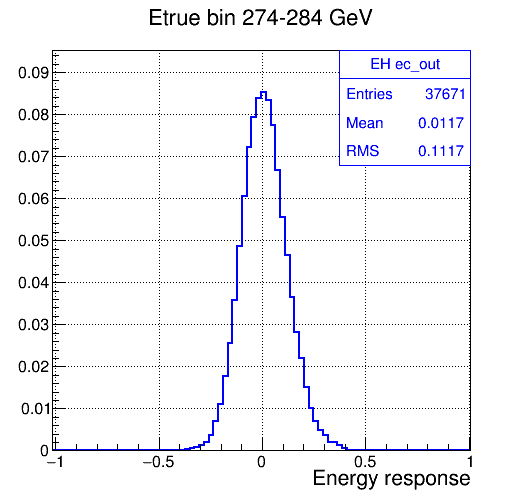 Etrue bin 274-284 GeV
EH ec_out
Entries 37671
Mean 0.0117
RMS 0.1117
0.09
0.08
0.07
0.06
0.05
0.04
0.03
0.02
0.01
0
−1 −0.5 0 0.5 1
Energy response